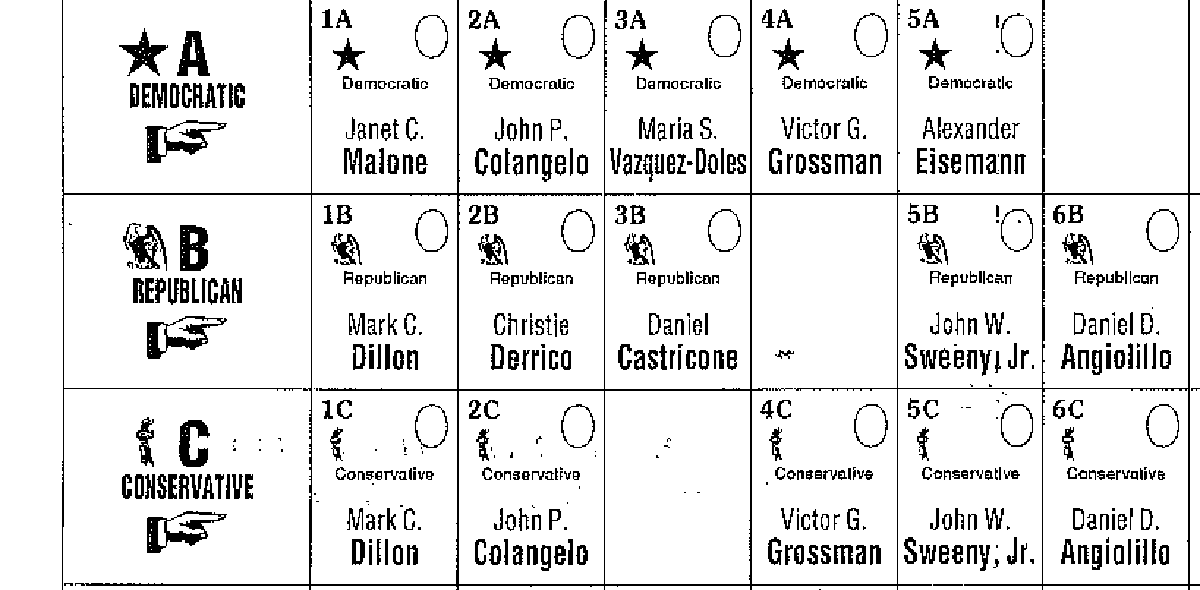 A
DEMOCRATIC
1A
Democratic
Janet C.
Malone
2A
Democratic
John P.
Colangelo
3A
Democratic
Maria S.
Vazquez-Doles
4A
Democratic
Victor G.
Grossman
5A
Democratic
Alexander
Eisemann
B
REPUBLICAN
1B
Republican
Mark C.
Dillon
2B
Republican
Christie
Derrico
3B
Republican
Daniel
Castricone
5B
Republican
John W.
Sweeny, Jr.
6B
Republican
Daniel D.
Angiolillo
C
CONSERVATIVE
1C
Conservative
Mark C.
Dillon
2C
Conservative
John P.
Colangelo
4C
Conservative
Victor G.
Grossman
5C
Conservative
John W.
Sweeny, Jr.
6C
Conservative
Daniel D.
Angiolillo